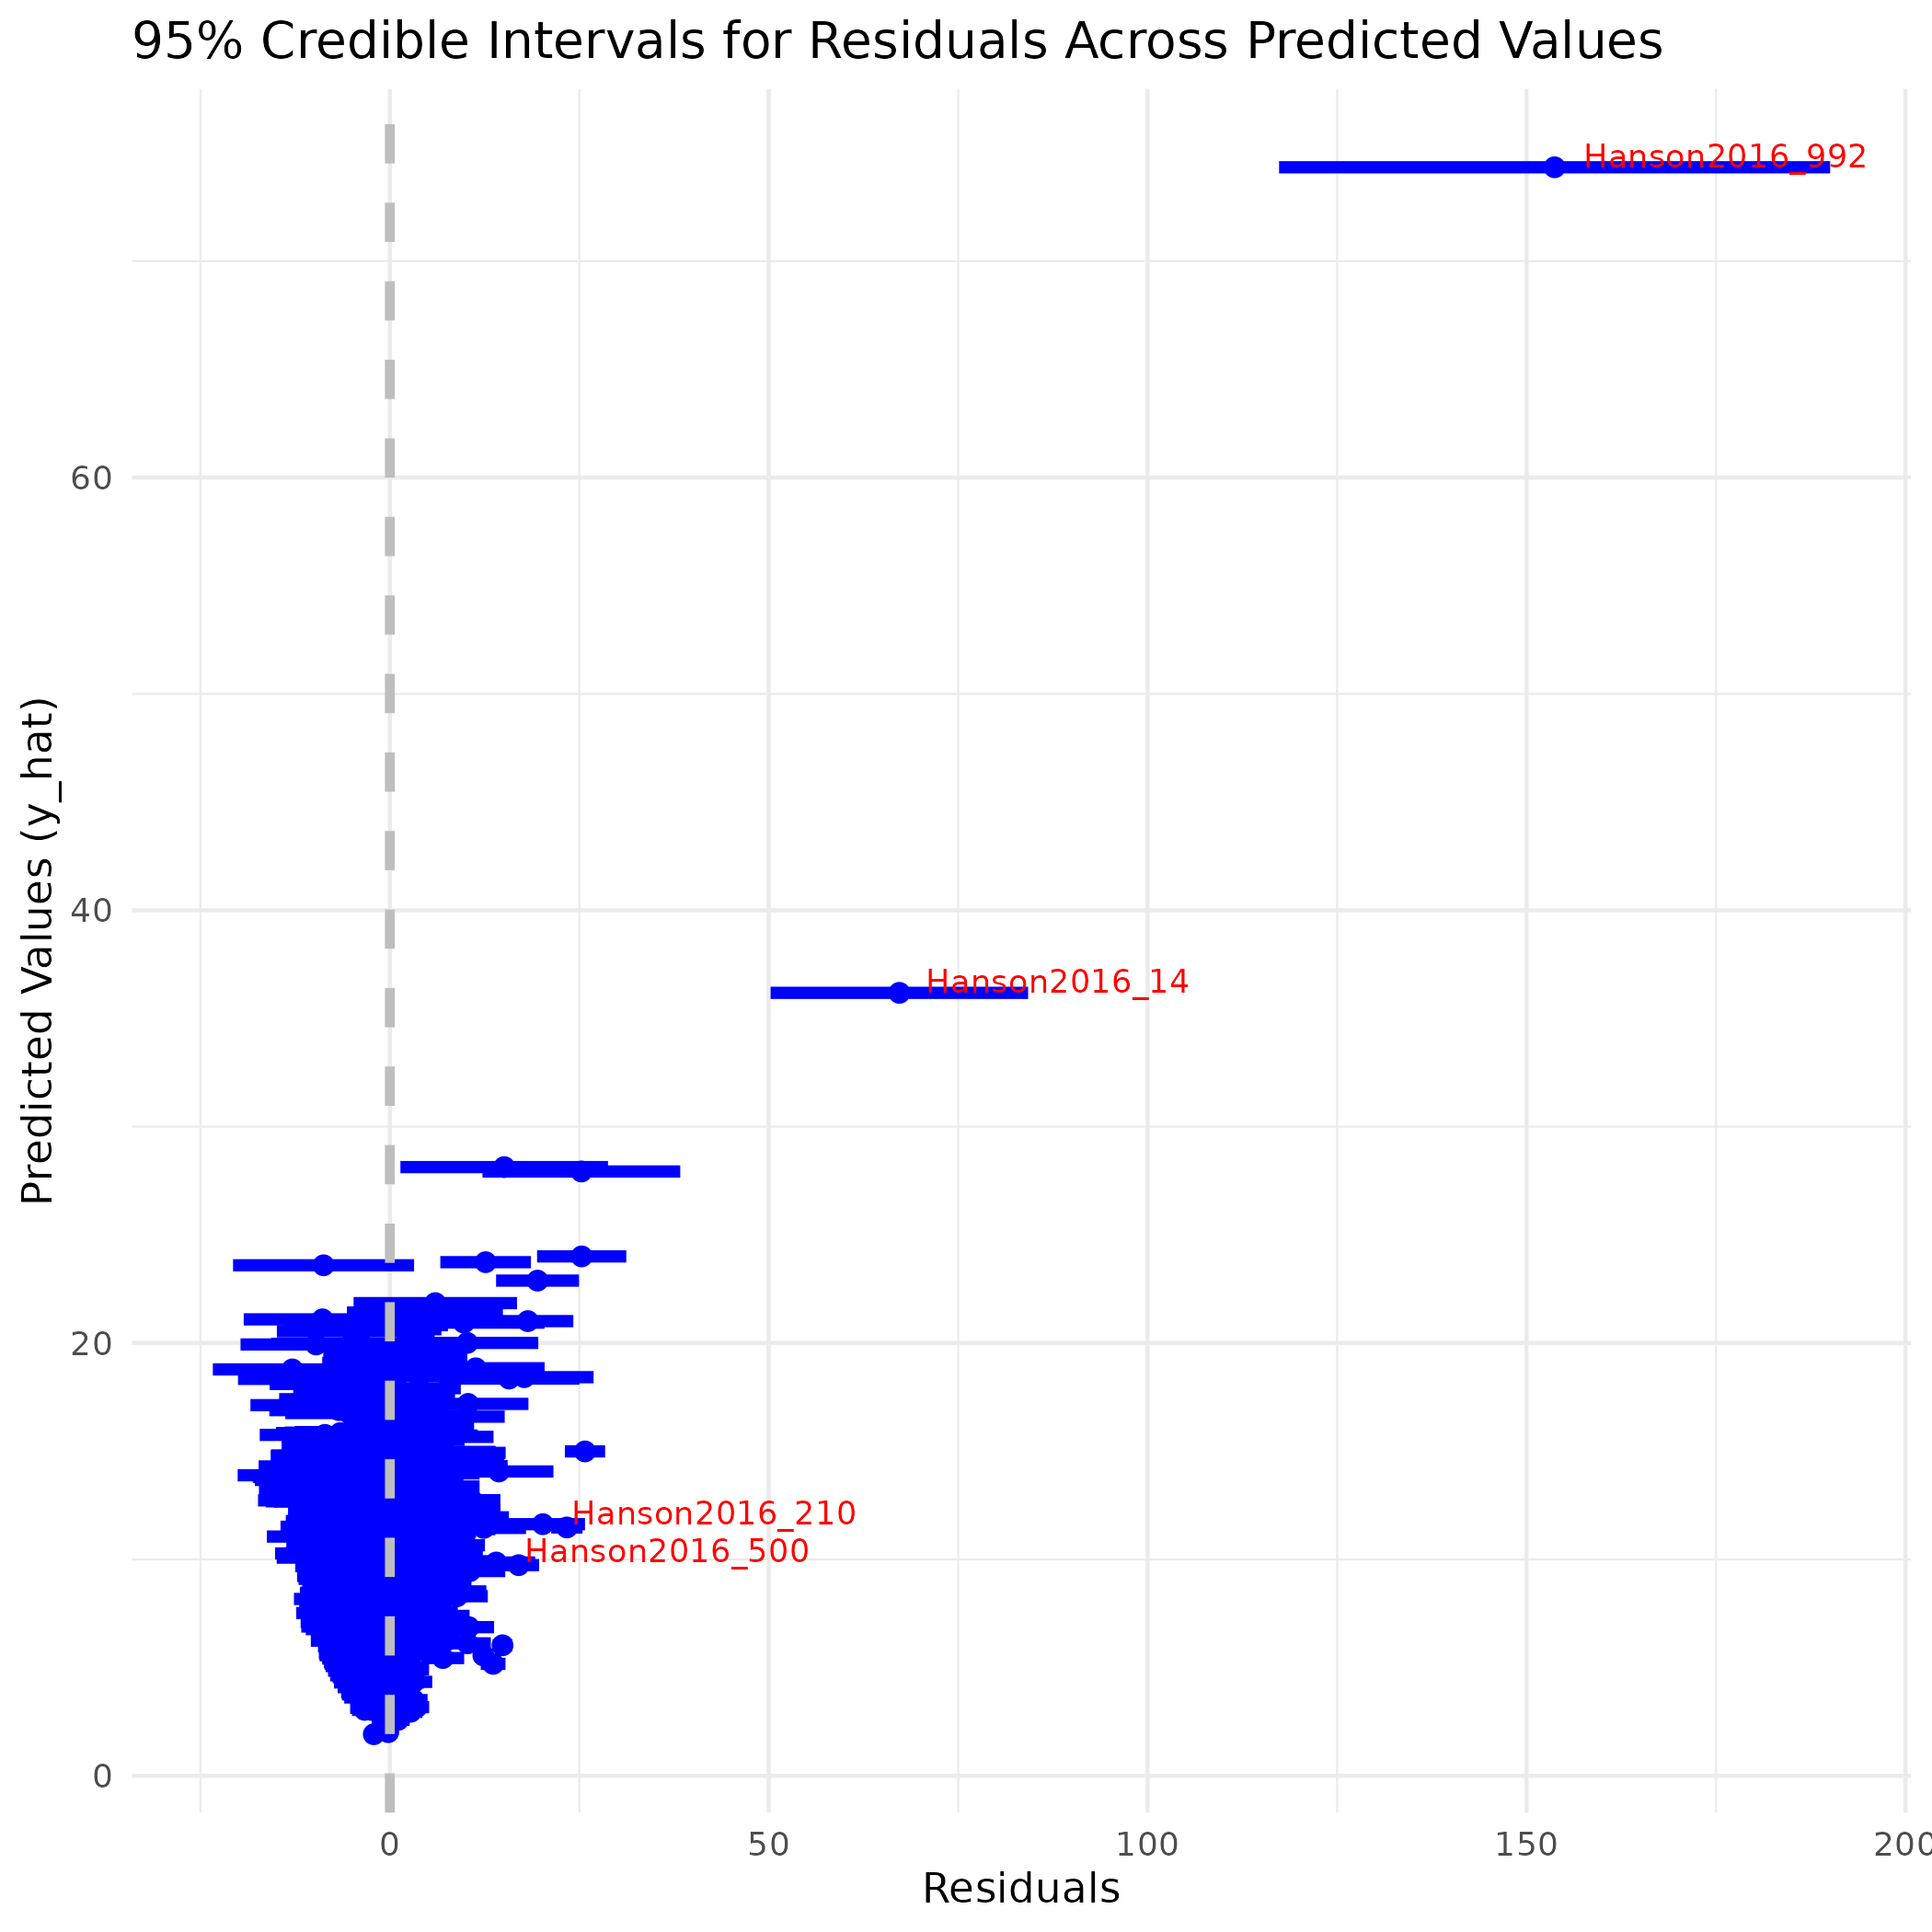 95% Credible Intervals for Residuals Across Predicted Values
Hanson2016_992
60
Predicted Values (y_hat)
40
Hanson2016_14
20
Hanson2016_210
Hanson2016_500
0
0 50 100 150 200
Residuals